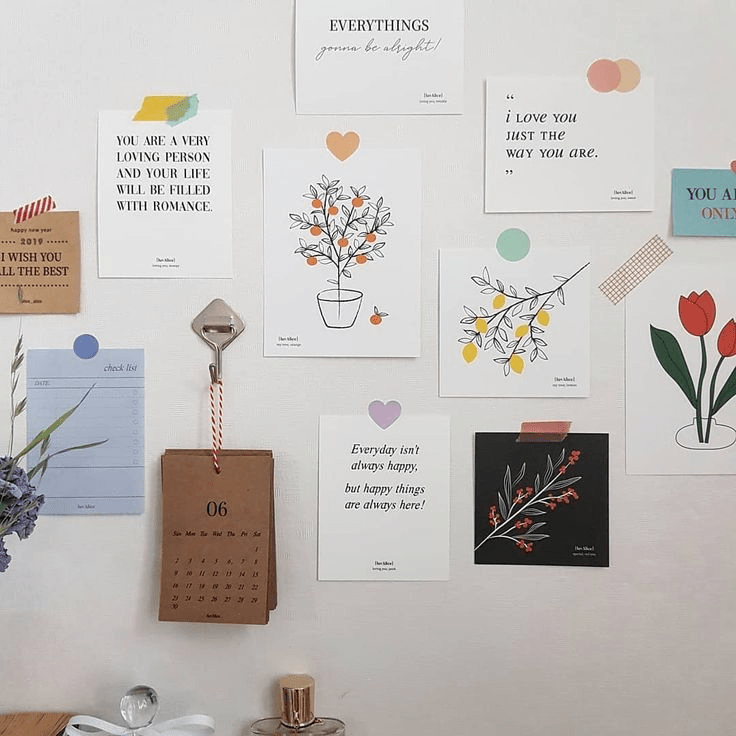 EVERYTHINGS
gonna be alright!
YOU ARE A VERY
LOVING PERSON
AND YOUR LIFE
WILL BE FILLED
WITH ROMANCE.
“
i LOVE YOU
JUST THE
WAY YOU ARE.
”
YOU
ONLY
happy new year
2019
I WISH YOU
ALL THE BEST
check list
DATE.
06
Sun Mon Tue Wed Thu Fri Sat
1
2 3 4 5 6 7 8
9 10 11 12 13 14 15
16 17 18 19 20 21 22
23 24 25 26 27 28 29
30
Everyday isn't
always happy,
but happy things
are always here!